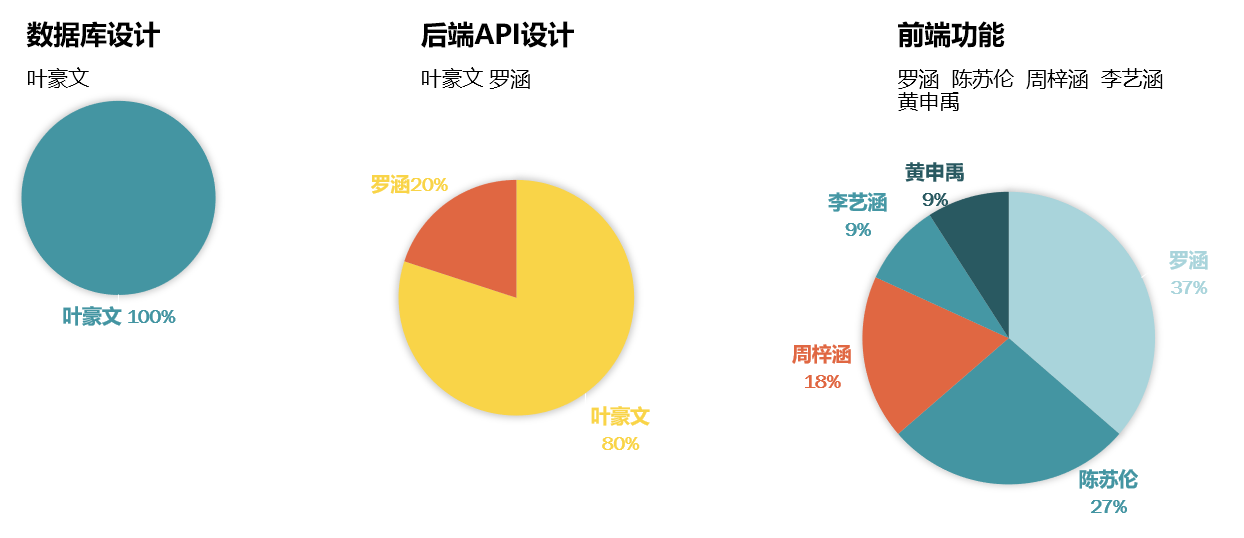 数据库设计
叶豪文
叶豪文 100%
后端API设计
叶豪文 罗涵
罗涵20%
叶豪文
80%
前端功能
罗涵 陈苏伦 周梓涵 李艺涵
黄申禹
黄申禹
9%
李艺涵
9%
罗涵
37%
周梓涵
18%
陈苏伦
27%